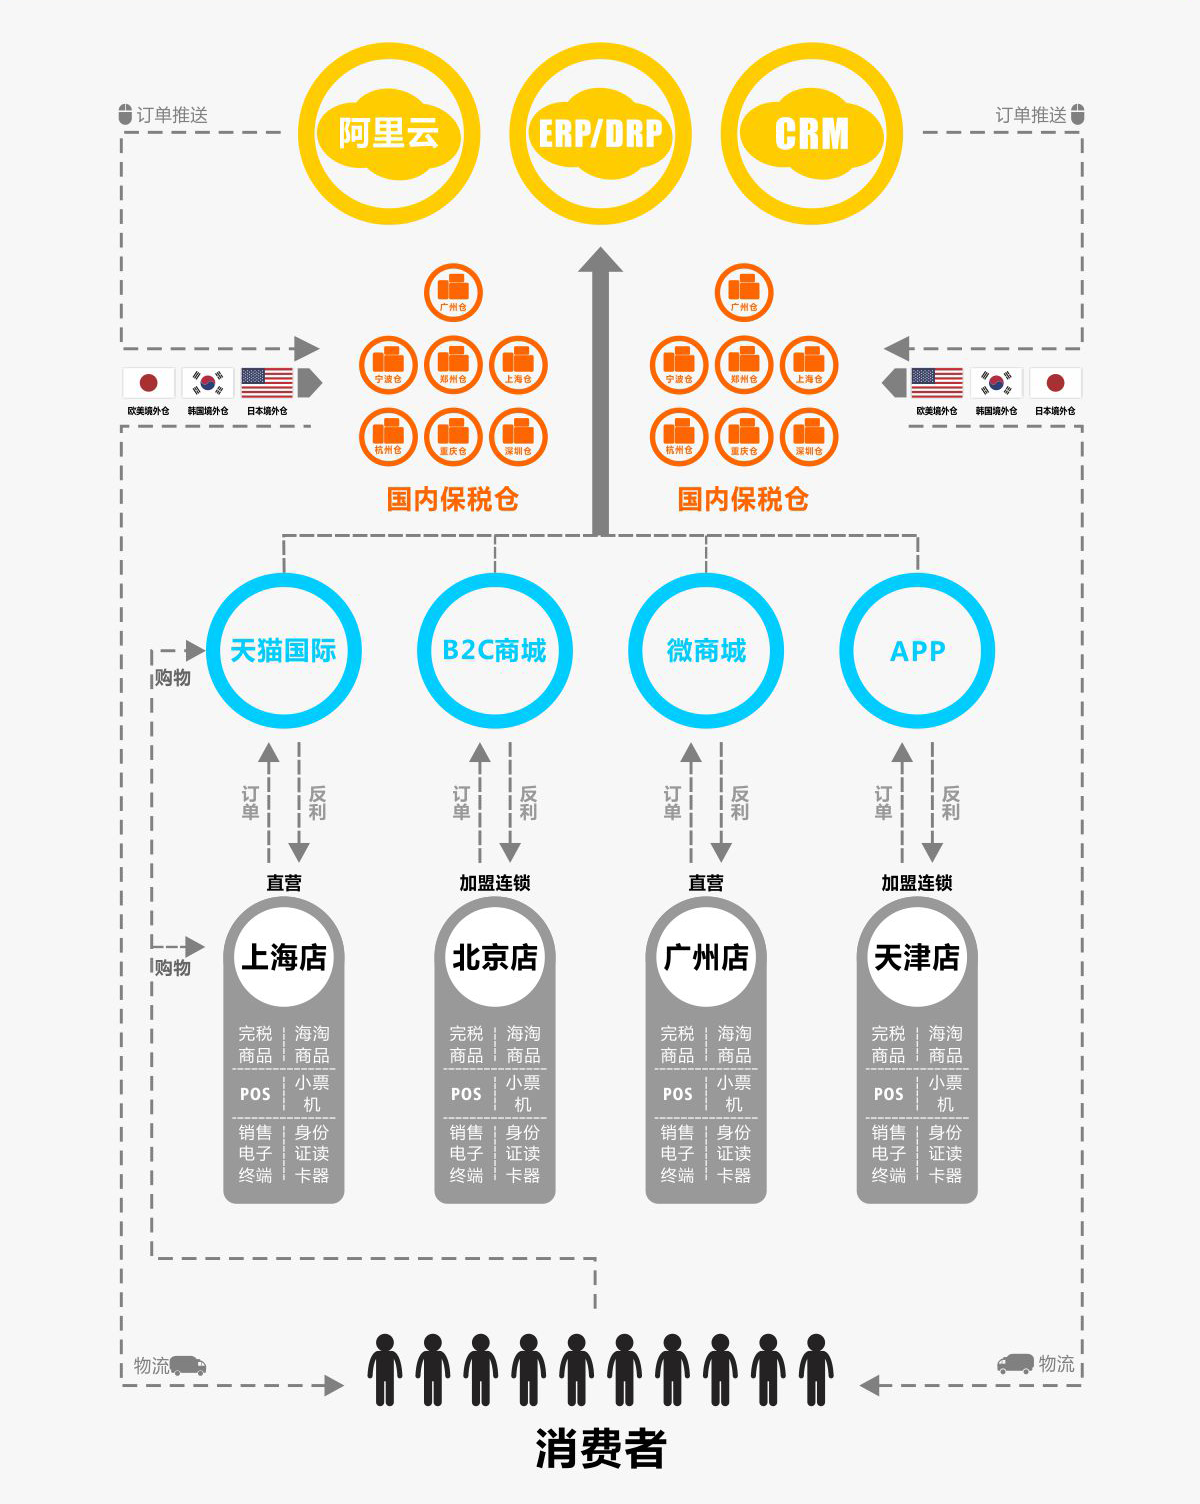 订单推送
订单推送
阿里云
ERP/DRP
CRM
广州仓
广州仓
宁波仓
郑州仓
上海仓
宁波仓
郑州仓
上海仓
欧美境外仓
韩国境外仓
日本境外仓
欧美境外仓
韩国境外仓
日本境外仓
杭州仓
重庆仓
深圳仓
杭州仓
重庆仓
深圳仓
国内保税仓
国内保税仓
天猫国际
B2C商城
微商城
APP
购物
订单
反利
订单
反利
订单
反利
订单
反利
直营
加盟连锁
直营
加盟连锁
上海店
北京店
广州店
天津店
购物
完税
商品
海淘
商品
POS
小票
机
销售
电子
终端
身份
证读
卡器
完税
商品
海淘
商品
POS
小票
机
销售
电子
终端
身份
证读
卡器
完税
商品
海淘
商品
POS
小票
机
销售
电子
终端
身份
证读
卡器
完税
商品
海淘
商品
POS
小票
机
销售
电子
终端
身份
证读
卡器
物流
物流
消费者